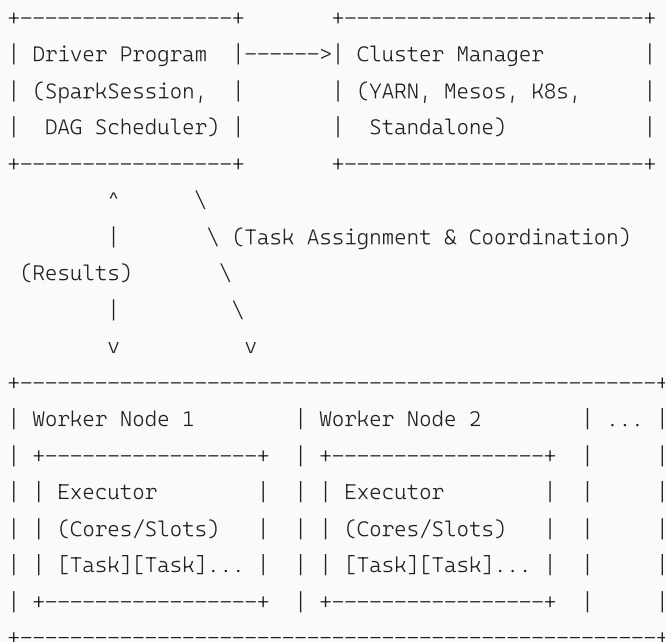 +-----------------+       +-------------------------+
| Driver Program  |------>| Cluster Manager         |
| (SparkSession,  |       | (YARN, Mesos, K8s,      |
|  DAG Scheduler) |       |  Standalone)            |
+-----------------+       +-------------------------+
        ^      \
        |       \ (Task Assignment & Coordination)
 (Results)       \
        |         \
        v          v
+----------------------------------------------------+
| Worker Node 1        | Worker Node 2        | ... |
| +-----------------+  | +-----------------+  |     |
| | Executor        |  | | Executor        |  |     |
| | (Cores/Slots)   |  | | (Cores/Slots)   |  |     |
| | [Task][Task]... |  | | [Task][Task]... |  |     |
| +-----------------+  | +-----------------+  |     |
+----------------------------------------------------+